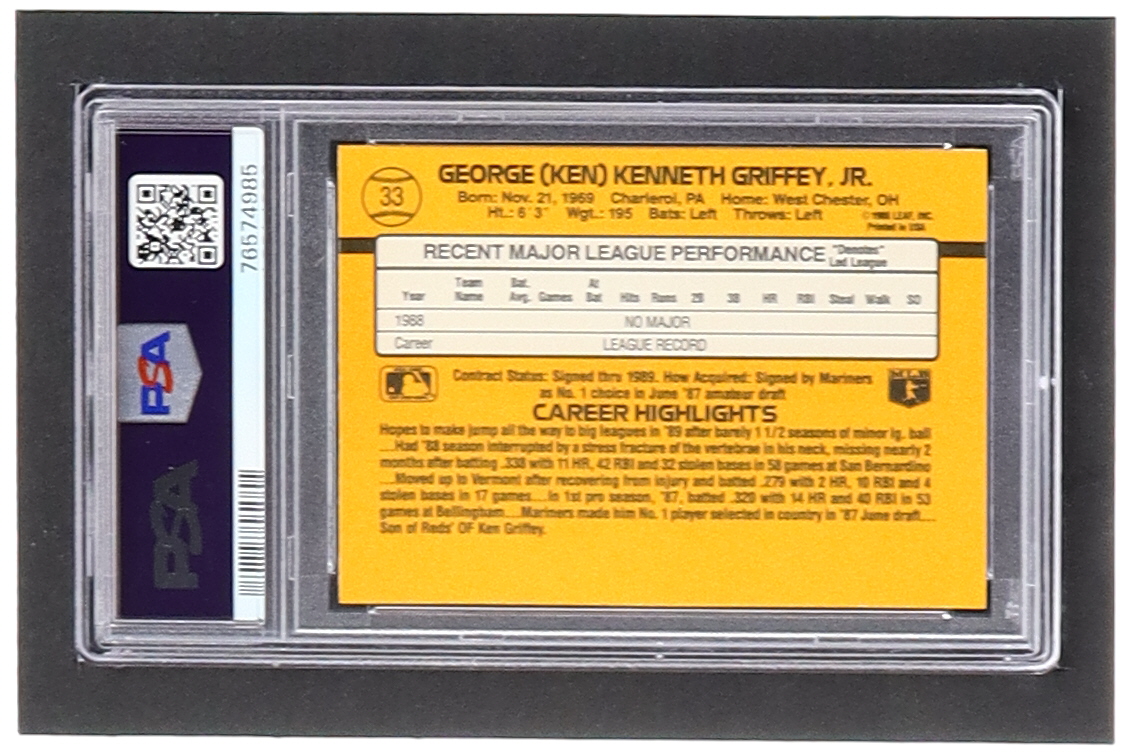 33
GEORGE (KEN) KENNETH GRIFFEY, JR.
Born: Nov. 21, 1969 Charleroi, PA Home: West Chester, OH
Ht.: 6'3" Wgt.: 195 Bats: Left Throws: Left
© 1988 LEAF, INC.
Printed in USA
RECENT MAJOR LEAGUE PERFORMANCE
"Denotes"
Led League
Year Team Name Bat. Avg. Games At Bat Hits Runs 2B 3B HR RBI Steal Walk SO
1988 NO MAJOR
Career LEAGUE RECORD
Contract Status: Signed thru 1989. How Acquired: Signed by Mariners
as No. 1 choice in June '87 amateur draft
CAREER HIGHLIGHTS
Hopes to make jump all the way to big leagues in '89 after barely 1 1/2 seasons of minor lg. ball
....Had '88 season interrupted by a stress fracture of the vertebrae in his neck, missing nearly 2
months after batting .338 with 11 HR, 42 RBI and 32 stolen bases in 58 games at San Bernardino
....Moved up to Vermont after recovering from injury and batted .279 with 2 HR, 10 RBI and 4
stolen bases in 17 games....In 1st pro season, '87, batted .320 with 14 HR and 40 RBI in 53
games at Bellingham....Mariners made him No. 1 player selected in country in '87 June draft....
Son of Reds' OF Ken Griffey.
76574985
PSA
PSA